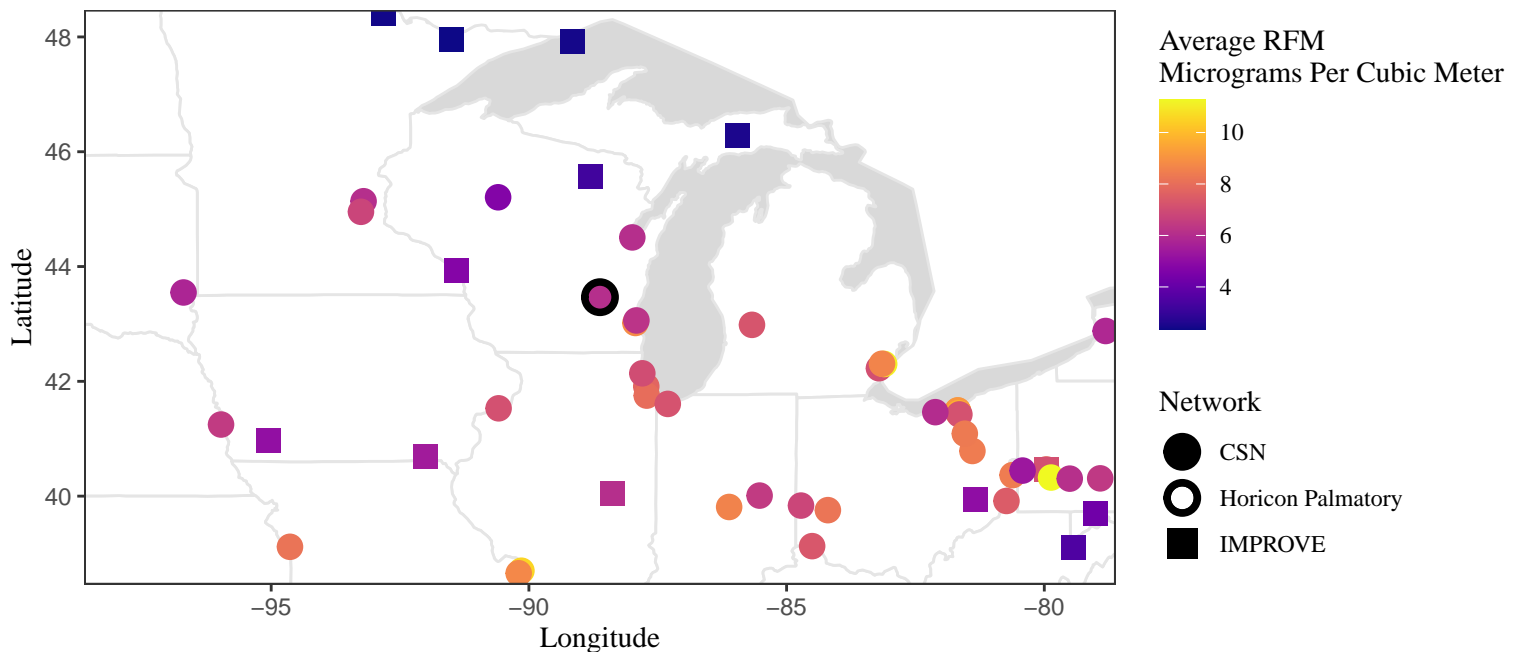 Average RFM
Micrograms Per Cubic Meter
10
8
6
4
Network
CSN
Horicon Palmatory
IMPROVE
Latitude
48
46
44
42
40
−95
−90
−85
−80
Longitude